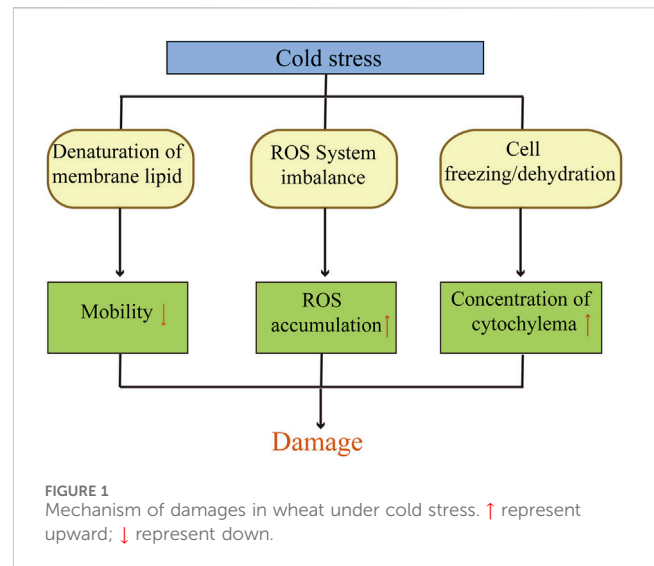 Cold stress
Denaturation of
membrane lipid
ROS System
imbalance
Cell
freezing/dehydration
Mobility ↓
ROS
accumulation ↑
Concentration of
cytochylema ↑
Damage
FIGURE 1
Mechanism of damages in wheat under cold stress. ↑ represent
upward; ↓ represent down.